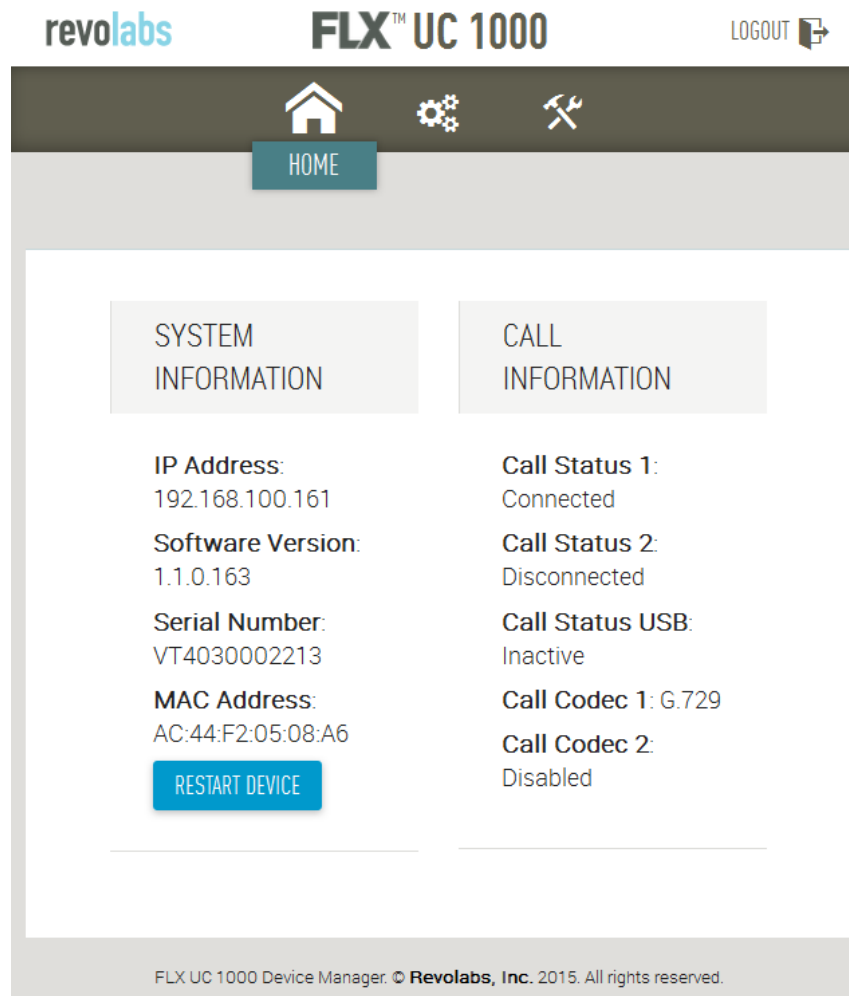 revolabs
FLX™ UC 1000
LOGOUT
HOME
SYSTEM
INFORMATION
IP Address:
192.168.100.161
Software Version:
1.1.0.163
Serial Number:
VT4030002213
MAC Address:
AC:44:F2:05:08:A6
RESTART DEVICE
CALL
INFORMATION
Call Status 1:
Connected
Call Status 2:
Disconnected
Call Status USB:
Inactive
Call Codec 1: G.729
Call Codec 2:
Disabled
FLX UC 1000 Device Manager. © Revolabs, Inc. 2015. All rights reserved.